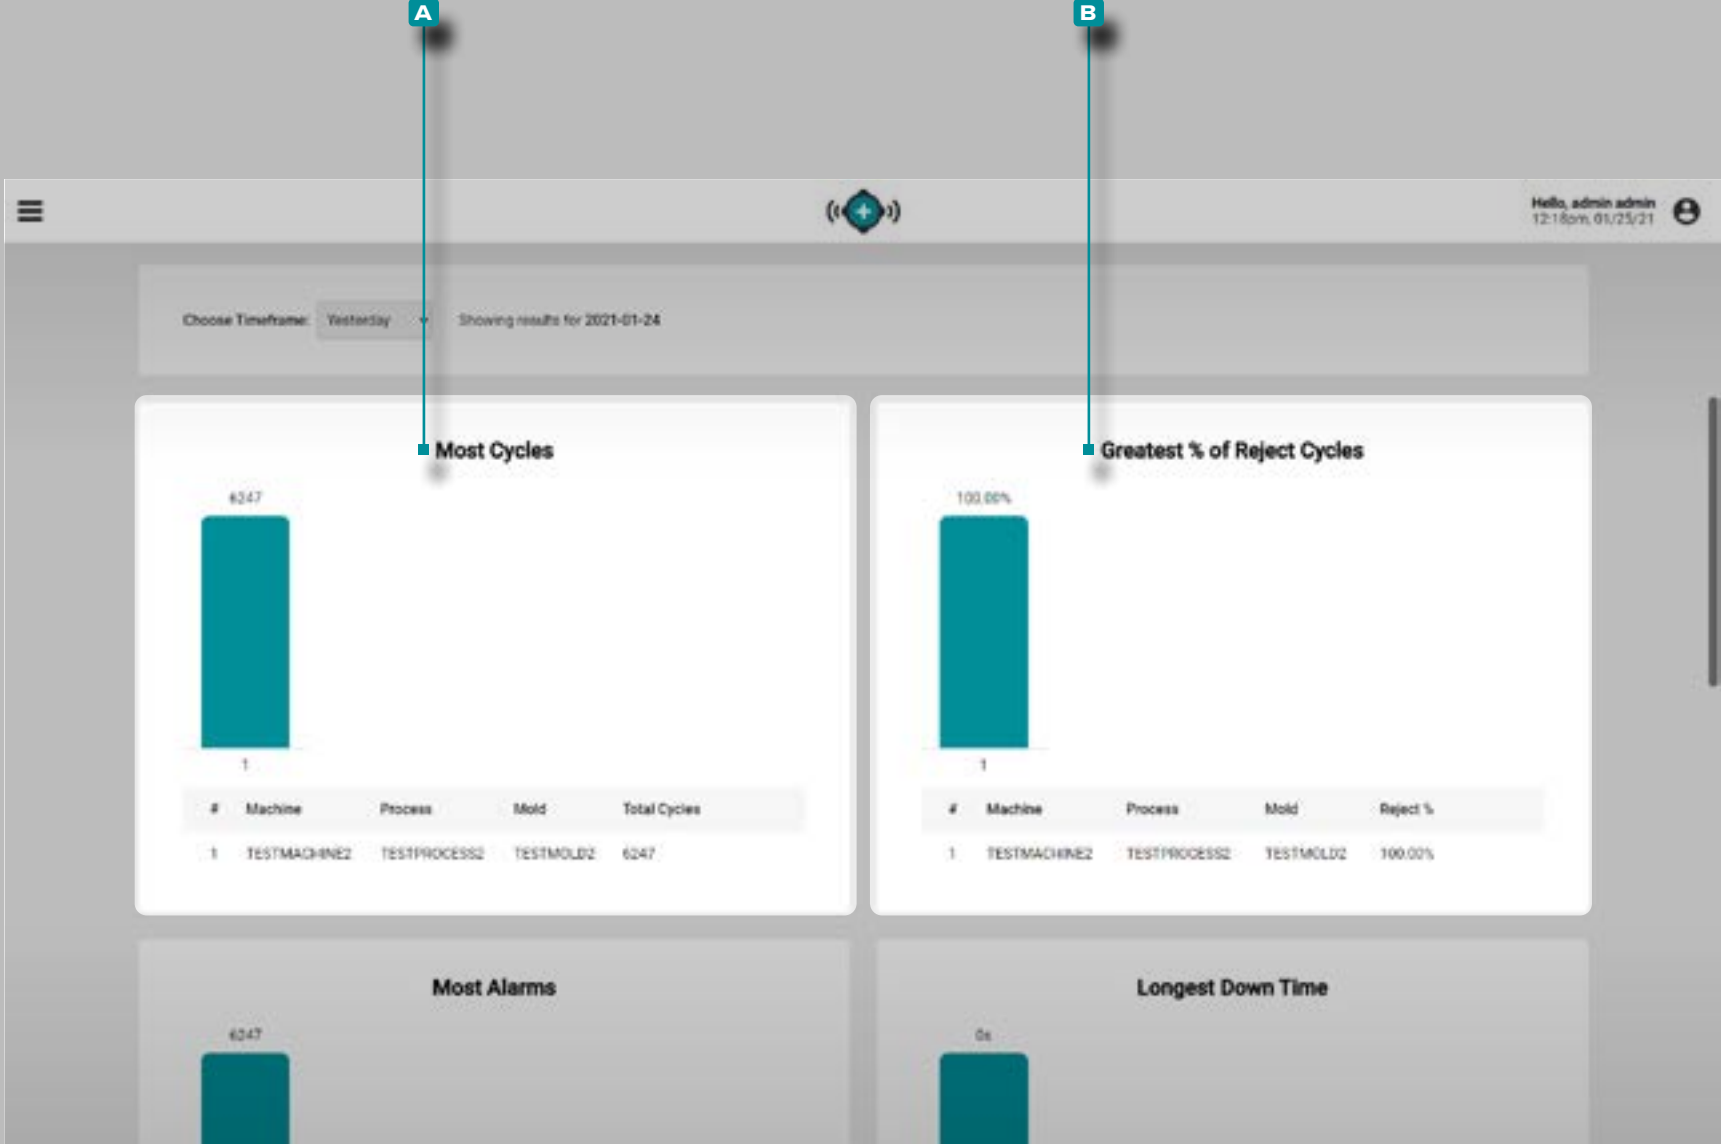 A B
Hello, admin admin
12:18pm, 01/25/21
Choose Timeframe: Yesterday Showing results for 2021-01-24
Most Cycles
6247
1
# Machine Process Mold Total Cycles
1 TESTMACHINE2 TESTPROCESS2 TESTMOLD2 6247
Greatest % of Reject Cycles
100.00%
1
# Machine Process Mold Reject %
1 TESTMACHINE2 TESTPROCESS2 TESTMOLD2 100.00%
Most Alarms
6247
Longest Down Time
0s